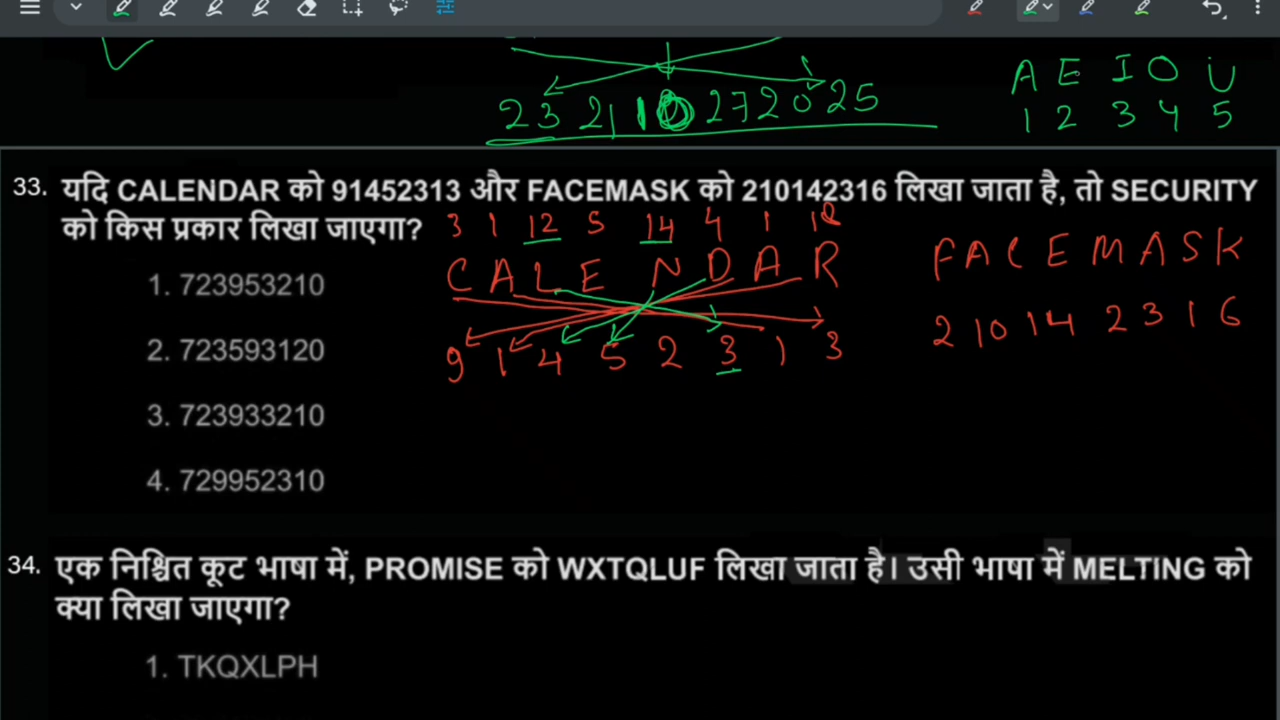 23 21 10 27 20 25
A E I O U
1 2 3 4 5
33. यदि CALENDAR को 91452313 और FACEMASK को 210142316 लिखा जाता है, तो SECURITY
को किस प्रकार लिखा जाएगा?
3 1 12 5 14 4 1 18
C A L E N D A R
F A C E M A S K
1. 723953210
2. 723593120
9 1 4 5 2 3 1 3
2 10 14 2 3 1 6
3. 723933210
4. 729952310
34. एक निश्चित कूट भाषा में, PROMISE को WXTQLUF लिखा जाता है। उसी भाषा में MELTING को
क्या लिखा जाएगा?
1. TKQXLPH